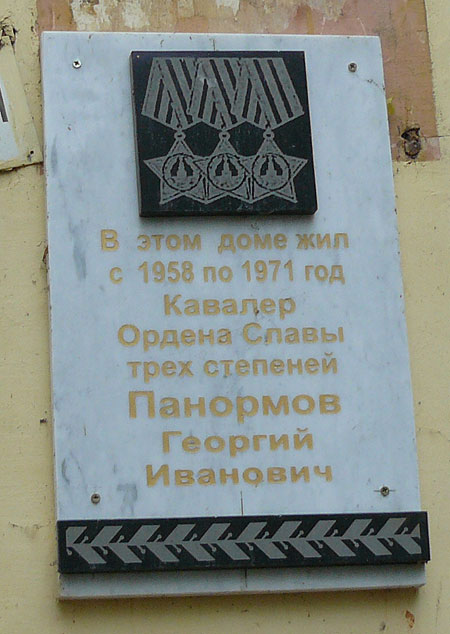 В этом доме жил
с 1958 по 1971 год
Кавалер
Ордена Славы
трех степеней
Панормов
Георгий
Иванович